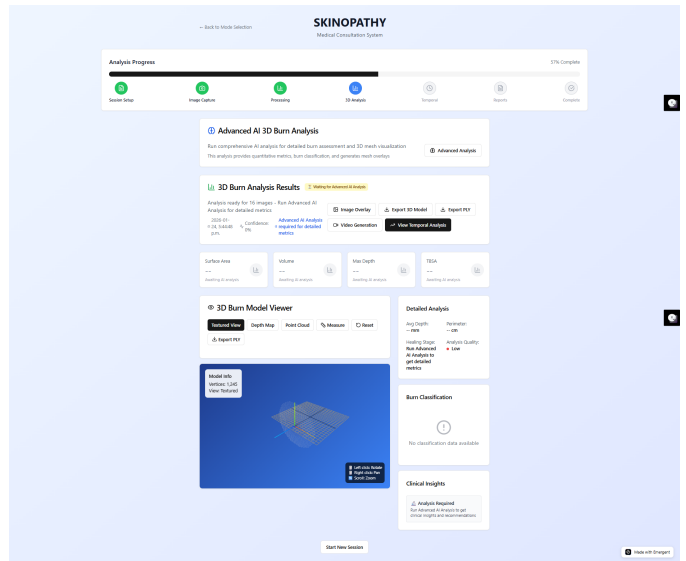 ← Back to Mode Selection
SKINOPATHY
Medical Consultation System
Analysis Progress
57% Complete
Session Setup
Image Capture
Processing
3D Analysis
Temporal
Reports
Complete
Advanced AI 3D Burn Analysis
Run comprehensive AI analysis for detailed burn assessment and 3D mesh visualization
This analysis provides quantitative metrics, burn classification, and generates mesh overlays
Advanced Analysis
3D Burn Analysis Results
Waiting for Advanced AI Analysis
Analysis ready for 16 images - Run Advanced AI
Analysis for detailed metrics
Image Overlay
Export 3D Model
Export PLY
Confidence:
0%
Advanced AI Analysis
required for detailed
metrics
Video Generation
View Temporal Analysis
Surface Area
--
Awaiting AI analysis
Volume
--
Awaiting AI analysis
Max Depth
--
Awaiting AI analysis
TBSA
--
Awaiting AI analysis
3D Burn Model Viewer
Textured View
Depth Map
Point Cloud
Measure
Reset
Export PLY
Model Info
Vertices: 1,245
View: Textured
Left click: Rotate
Right click: Pan
Scroll: Zoom
Detailed Analysis
Avg Depth:
-- mm
Perimeter:
-- cm
Healing Stage:
Run Advanced
AI Analysis to
get detailed
metrics
Analysis Quality:
Low
Burn Classification
No classification data available
Clinical Insights
Analysis Required
Run Advanced AI Analysis to get
clinical insights and recommendations
Start New Session
Made with Emergent